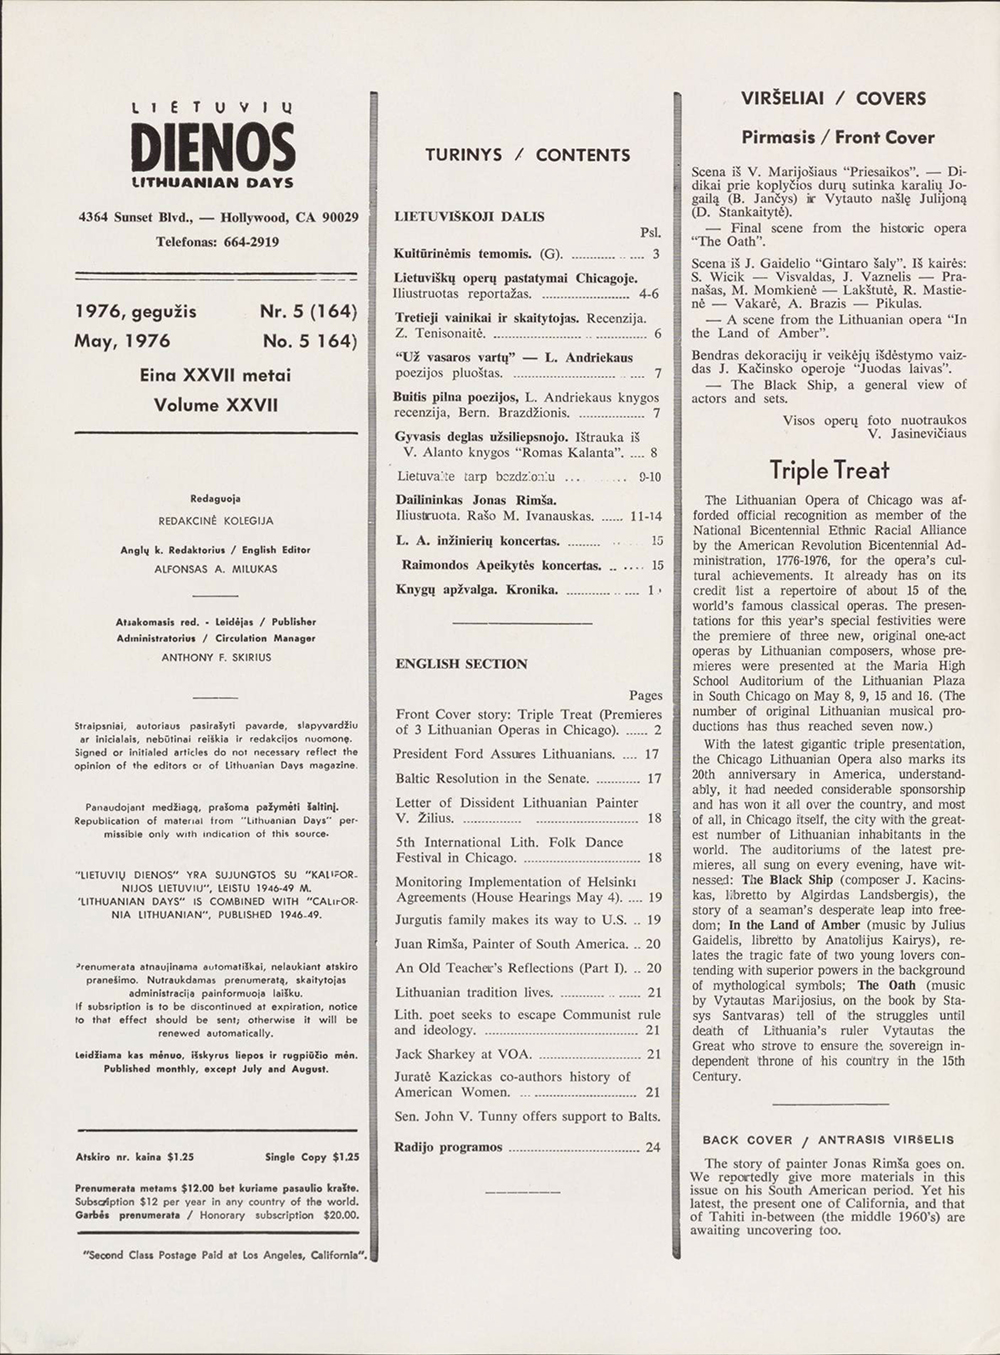 LIETUVIŲ
DIENOS
LITHUANIAN DAYS
4364 Sunset Blvd., — Hollywood, CA 90029
Telefonas: 664-2919
1976, gegužis Nr. 5 (164)
May, 1976 No. 5 164)
Eina XXVII metai
Volume XXVII
Redaguoja
REDAKCINĖ KOLEGIJA
Anglų k. Redaktorius / English Editor
ALFONSAS A. MILUKAS
Atsakomasis red. - Leidėjas / Publisher
Administratorius / Circulation Manager
ANTHONY F. SKIRIUS
Straipsniai, autoriaus pasirašyti pavarde, slapyvardžiu
ar inicialais, nebūtinai reiškia ir redakcijos nuomonę.
Signed or initialed articles do not necessary reflect the
opinion of the editors or of Lithuanian Days magazine.
Panaudojant medžiagą, prašoma pažymėti šaltinį.
Republication of material from "Lithuanian Days" per-
missible only with indication of this source.
"LIETUVIŲ DIENOS" YRA SUJUNGTOS SU "KALIFOR-
NIJOS LIETUVIU", LEISTU 1946-49 M.
'LITHUANIAN DAYS" IS COMBINED WITH "CALIFOR-
NIA LITHUANIAN", PUBLISHED 1946-49.
Prenumerata atnaujinama automatiškai, nelaukiant atskiro
pranešimo. Nutraukdamas prenumeratą, skaitytojas
administraciją painformuoja laišku.
If subsription is to be discontinued at expiration, notice
to that effect should be sent; otherwise it will be
renewed automatically.
Leidžiama kas mėnuo, išskyrus liepos ir rugpiūčio mėn.
Published monthly, except July and August.
Atskiro nr. kaina $1.25 Single Copy $1.25
Prenumerata metams $12.00 bet kuriame pasaulio krašte.
Subscription $12 per year in any country of the world.
Garbės prenumerata / Honorary subscription $20.00.
"Second Class Postage Paid at Los Angeles, California".
TURINYS / CONTENTS
LIETUVIŠKOJI DALIS
Psl.
Kultūrinėmis temomis. (G). .................. 3
Lietuviškų operų pastatymai Chicagoje.
Iliustruotas reportažas. ........................ 4-6
Tretieji vainikai ir skaitytojas. Recenzija.
Z. Tenisonaitė. .......................................... 6
"Už vasaros vartų" — L. Andriekaus
poezijos pluoštas. .................................... 7
Buitis pilna poezijos, L. Andriekaus knygos
recenzija, Bern. Brazdžionis. .................. 7
Gyvasis deglas užsiliepsnojo. Ištrauka iš
V. Alanto knygos "Romas Kalanta". .... 8
Lietuvaite tarp bezdžionių ... .. 9-10
Dailininkas Jonas Rimša.
Iliustruota. Rašo M. Ivanauskas. ...... 11-14
L. A. inžinierių koncertas. ......... .. 15
Raimondos Apeikytės koncertas. .. .... 15
Knygų apžvalga. Kronika. ............ ....
ENGLISH SECTION
Pages
Front Cover story: Triple Treat (Premieres
of 3 Lithuanian Operas in Chicago). ...... 2
President Ford Assures Lithuanians. .... 17
Baltic Resolution in the Senate. ............ 17
Letter of Dissident Lithuanian Painter
V. Žilius. ................ ............................ 18
5th International Lith. Folk Dance
Festival in Chicago. ................................ 18
Monitoring Implementation of Helsinki
Agreements (House Hearings May 4). .... 19
Jurgutis family makes its way to U.S. .. 19
Juan Rimša, Painter of South America. .. 20
An Old Teacher's Reflections (Part I). .. 20
Lithuanian tradition lives. ...................... 21
Lith. poet seeks to escape Communist rule
and ideology. .......................................... 21
Jack Sharkey at VOA. ............................ 21
Juratė Kazickas co-authors history of
American Women. ................................ 21
Sen. John V. Tunny offers support to Balts.
Radijo programos .................................... 24
VIRŠELIAI / COVERS
Pirmasis / Front Cover
Scena iš V. Marijošiaus "Priesaikos". — Di-
dikai prie koplyčios durų sutinka karalių Jo-
gailą (B. Jančys) ir Vytauto našlę Julijoną
(D. Stankaitytė).
— Final scene from the historic opera
"The Oath".
Scena iš J. Gaidelio "Gintaro šaly". Iš kairės:
S. Wicik — Visvaldas, J. Vaznelis — Pra-
našas, M. Momkienė — Lakštutė, R. Mastie-
nė — Vakarė, A. Brazis — Pikulas.
— A scene from the Lithuanian opera "In
the Land of Amber".
Bendras dekoracijų ir veikėjų išdėstymo vaiz-
das J. Kačinsko operoje "Juodas laivas".
— The Black Ship, a general view of
actors and sets.
Visos operų foto nuotraukos
V. Jasinevičiaus
Triple Treat
The Lithuanian Opera of Chicago was af-
forded official recognition as member of the
National Bicentennial Ethnic Racial Alliance
by the American Revolution Bicentennial Ad-
ministration, 1776-1976, for the opera's cul-
tural achievements. It already has on its
credit list a repertoire of about 15 of the
world's famous classical operas. The presen-
tations for this year's special festivities were
the premiere of three new, original one-act
operas by Lithuanian composers, whose pre-
mieres were presented at the Maria High
School Auditorium of the Lithuanian Plaza
in South Chicago on May 8, 9, 15 and 16. (The
number of original Lithuanian musical pro-
ductions has thus reached seven now.)
With the latest gigantic triple presentation,
the Chicago Lithuanian Opera also marks its
20th anniversary in America, understand-
ably, it had needed considerable sponsorship
and has won it all over the country, and most
of all, in Chicago itself, the city with the great-
est number of Lithuanian inhabitants in the
world. The auditoriums of the latest pre-
mieres, all sung on every evening, have wit-
nessed: The Black Ship (composer J. Kacins-
kas, libretto by Algirdas Landsbergis), the
story of a seaman's desperate leap into free-
dom; In the Land of Amber (music by Julius
Gaidelis, libretto by Anatolijus Kairys), re-
lates the tragic fate of two young lovers con-
tending with superior powers in the background
of mythological symbols; The Oath (music
by Vytautas Marijosius, on the book by Sta-
sys Santvaras) tell of the struggles until
death of Lithuania's ruler Vytautas the
Great who strove to ensure the sovereign in-
dependent throne of his country in the 15th
Century.
BACK COVER / ANTRASIS VIRŠELIS
The story of painter Jonas Rimša goes on.
We reportedly give more materials in this
issue on his South American period. Yet his
latest, the present one of California, and that
of Tahiti in-between (the middle 1960's) are
awaiting uncovering too.